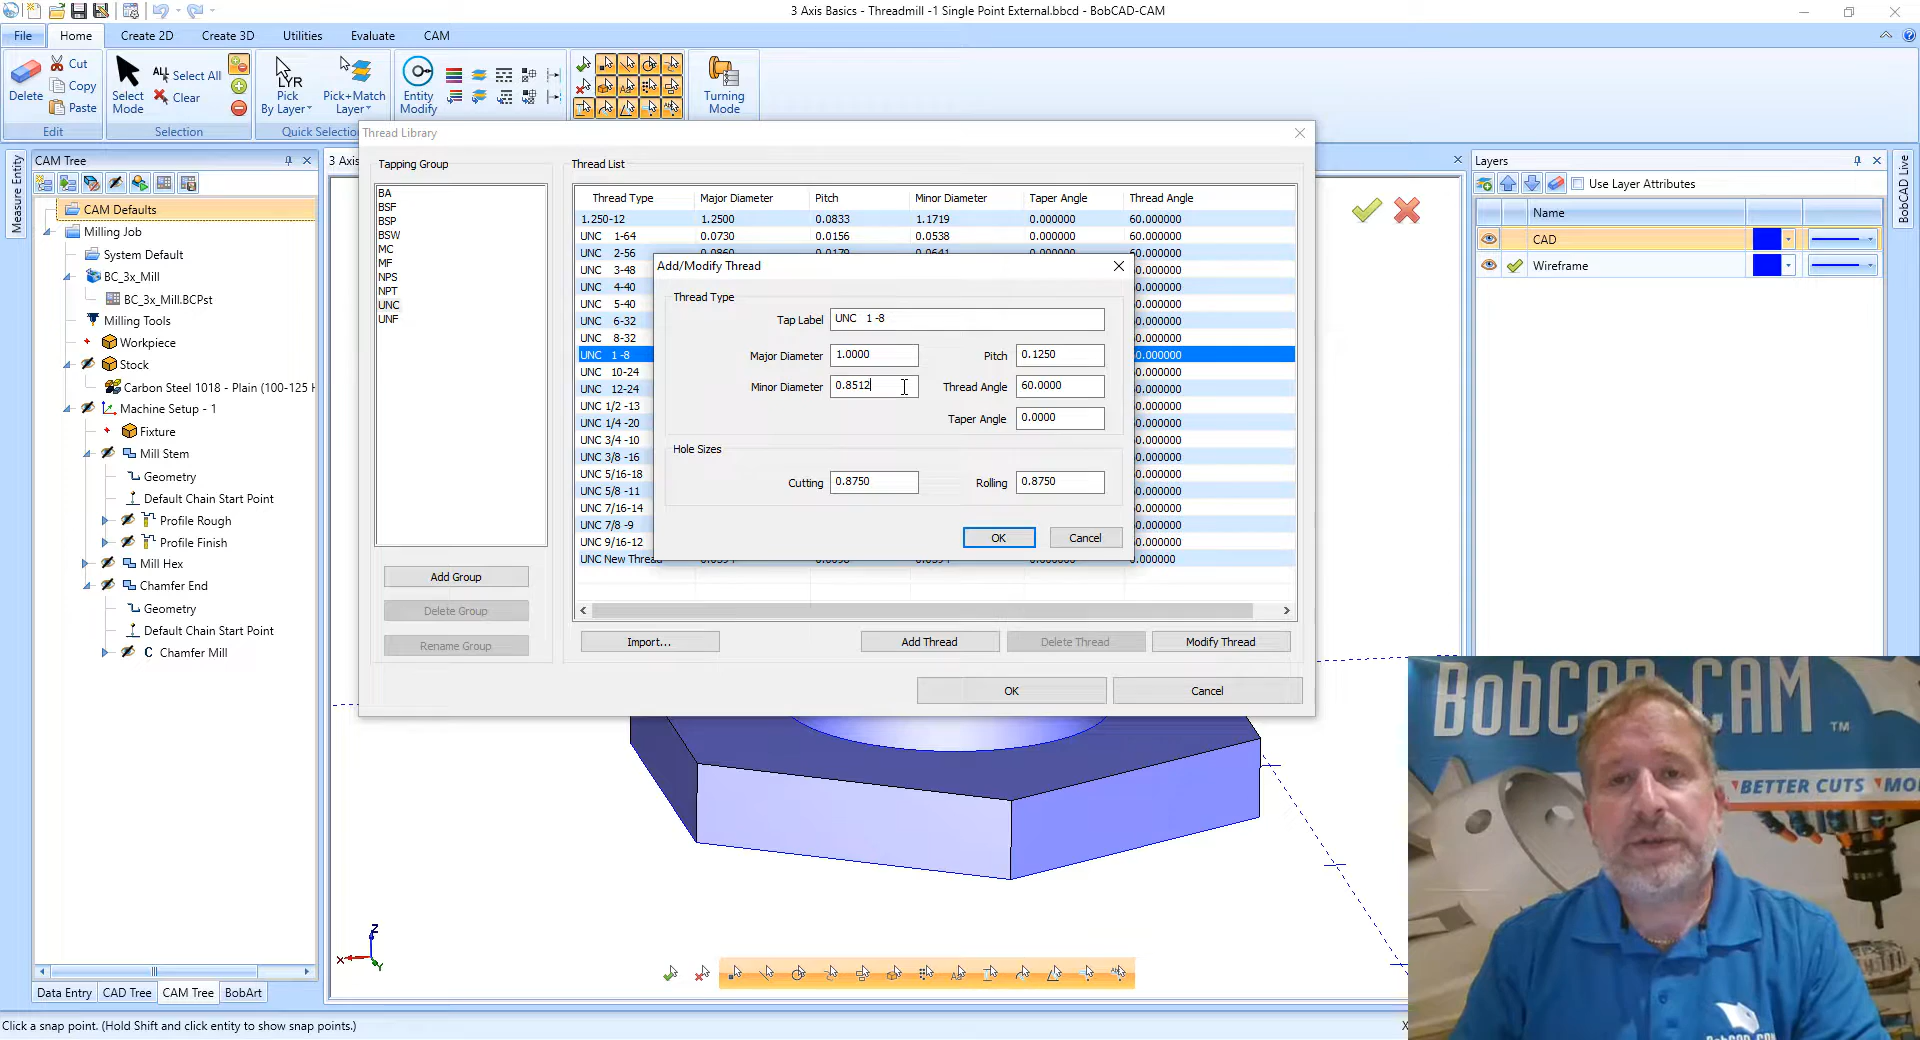 3 Axis Basics - Threadmill -1 Single Point External.bbcd - BobCAD-CAM
File
Home
Create 2D
Create 3D
Utilities
Evaluate
CAM
Delete
Cut
Copy
Paste
Edit
Select Mode
ALL Select All
Clear
Selection
LYR
Pick By Layer
Pick+Match Layer
Quick Selectio
Entity Modify
Turning Mode
Measure Entity
CAM Tree
CAM Defaults
Milling Job
System Default
BC_3x_Mill
BC_3x_Mill.BCPst
Milling Tools
Workpiece
Stock
Carbon Steel 1018 - Plain (100-125 H
Machine Setup - 1
Fixture
Mill Stem
Geometry
Default Chain Start Point
Profile Rough
Profile Finish
Mill Hex
Chamfer End
Geometry
Default Chain Start Point
Chamfer Mill
Data Entry
CAD Tree
CAM Tree
BobArt
3 Axis
Thread Library
Tapping Group
BA
BSF
BSP
BSW
MC
MF
NPS
NPT
UNC
UNF
Add Group
Delete Group
Rename Group
Thread List
Thread Type Major Diameter Pitch Minor Diameter Taper Angle Thread Angle
1.250-12 1.2500 0.0833 1.1719 0.000000 60.000000
UNC 1-64 0.0730 0.0156 0.0538 0.000000 60.000000
UNC 2-56
UNC 3-48
UNC 4-40
UNC 5-40
UNC 6-32
UNC 8-32
UNC 1 -8
UNC 10-24
UNC 12-24
UNC 1/2 -13
UNC 1/4 -20
UNC 3/4 -10
UNC 3/8 -16
UNC 5/16-18
UNC 5/8 -11
UNC 7/16-14
UNC 7/8 -9
UNC 9/16-12
UNC New Threa
Import...
Add Thread
Delete Thread
Modify Thread
OK
Cancel
Add/Modify Thread
Thread Type
Tap Label UNC 1 -8
Major Diameter 1.0000 Pitch 0.1250
Minor Diameter 0.8512 Thread Angle 60.0000
Taper Angle 0.0000
Hole Sizes
Cutting 0.8750 Rolling 0.8750
OK
Cancel
Layers
Use Layer Attributes
Name
CAD
Wireframe
BobCAD Live
Z
X
Y
Click a snap point. (Hold Shift and click entity to show snap points.)
X
BobCAD-CAM TM
BETTER CUTS
MO
BobCAD-CAM